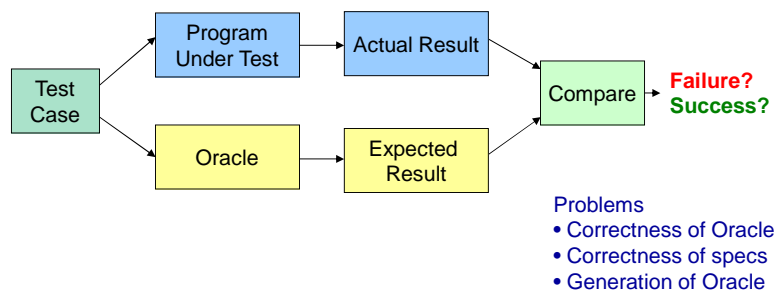 Test
Case
Program
Under Test
Actual Result
Oracle
Expected
Result
Compare
Failure?
Success?
Problems
• Correctness of Oracle
• Correctness of specs
• Generation of Oracle